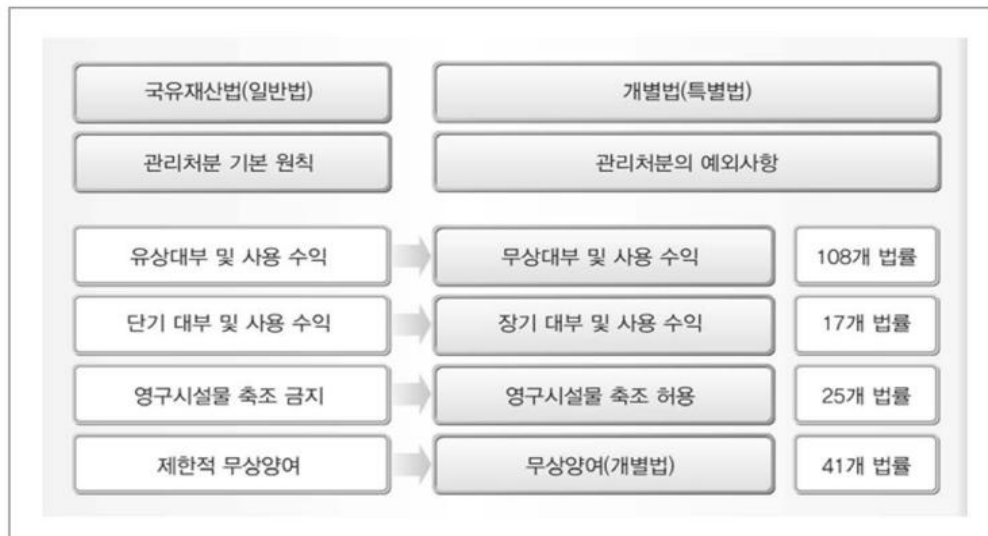 국유재산법(일반법) 개별법(특별법)
관리처분 기본 원칙 관리처분의 예외사항
유상대부 및 사용 수익 무상대부 및 사용 수익 108개 법률
단기 대부 및 사용 수익 장기 대부 및 사용 수익 17개 법률
영구시설물 축조 금지 영구시설물 축조 허용 25개 법률
제한적 무상양여 무상양여(개별법) 41개 법률